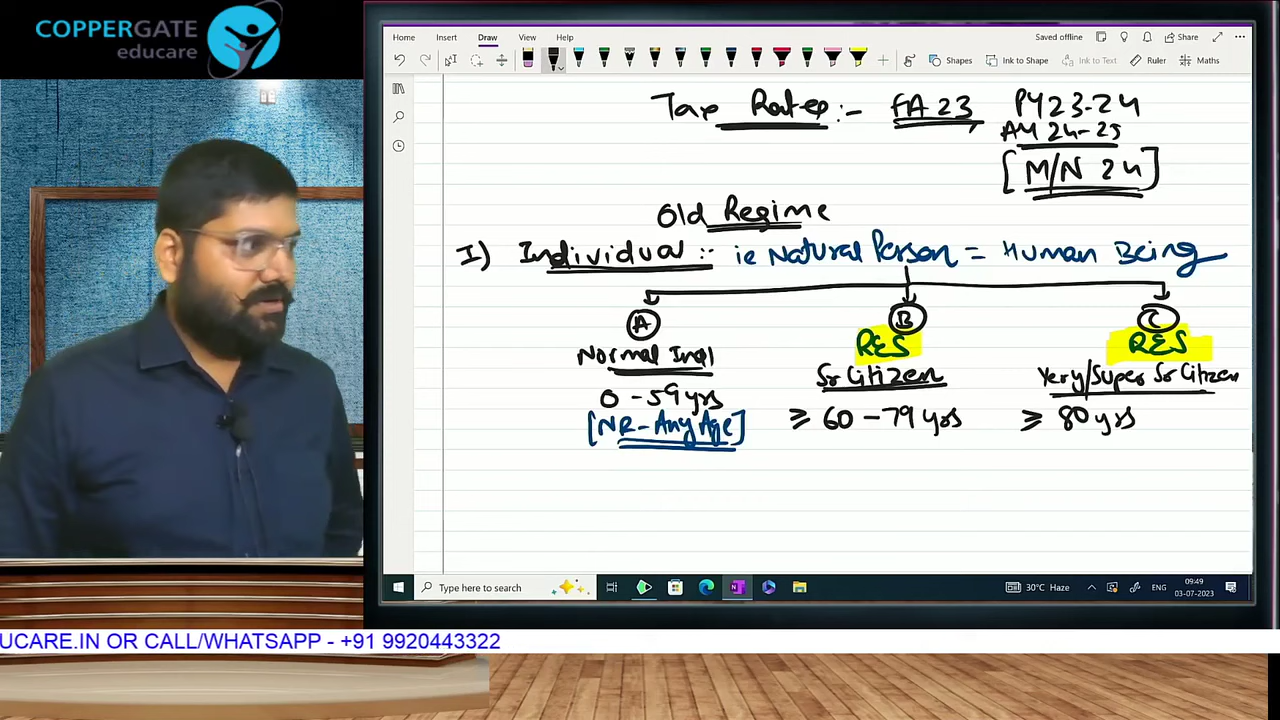 COPPERGATE
educare
Home Insert Draw View Help
Saved offline Share
Shapes Ink to Shape Ink to Text Ruler Maths
Tax Rates:- FA 23 PY 23-24
AY 24-25
[M/N 24]
Old Regime
I) Individual :- ie Natural Person = Human Being
A B C
RES RES
Normal Indl Sr Citizen Very/Super Sr Citizen
0 - 59 yrs ≥ 60 - 79 yrs ≥ 80 yrs
[NR - Any Age]
Type here to search 30°C Haze ENG 09:49
03-07-2023
UCARE.IN OR CALL/WHATSAPP - +91 9920443322